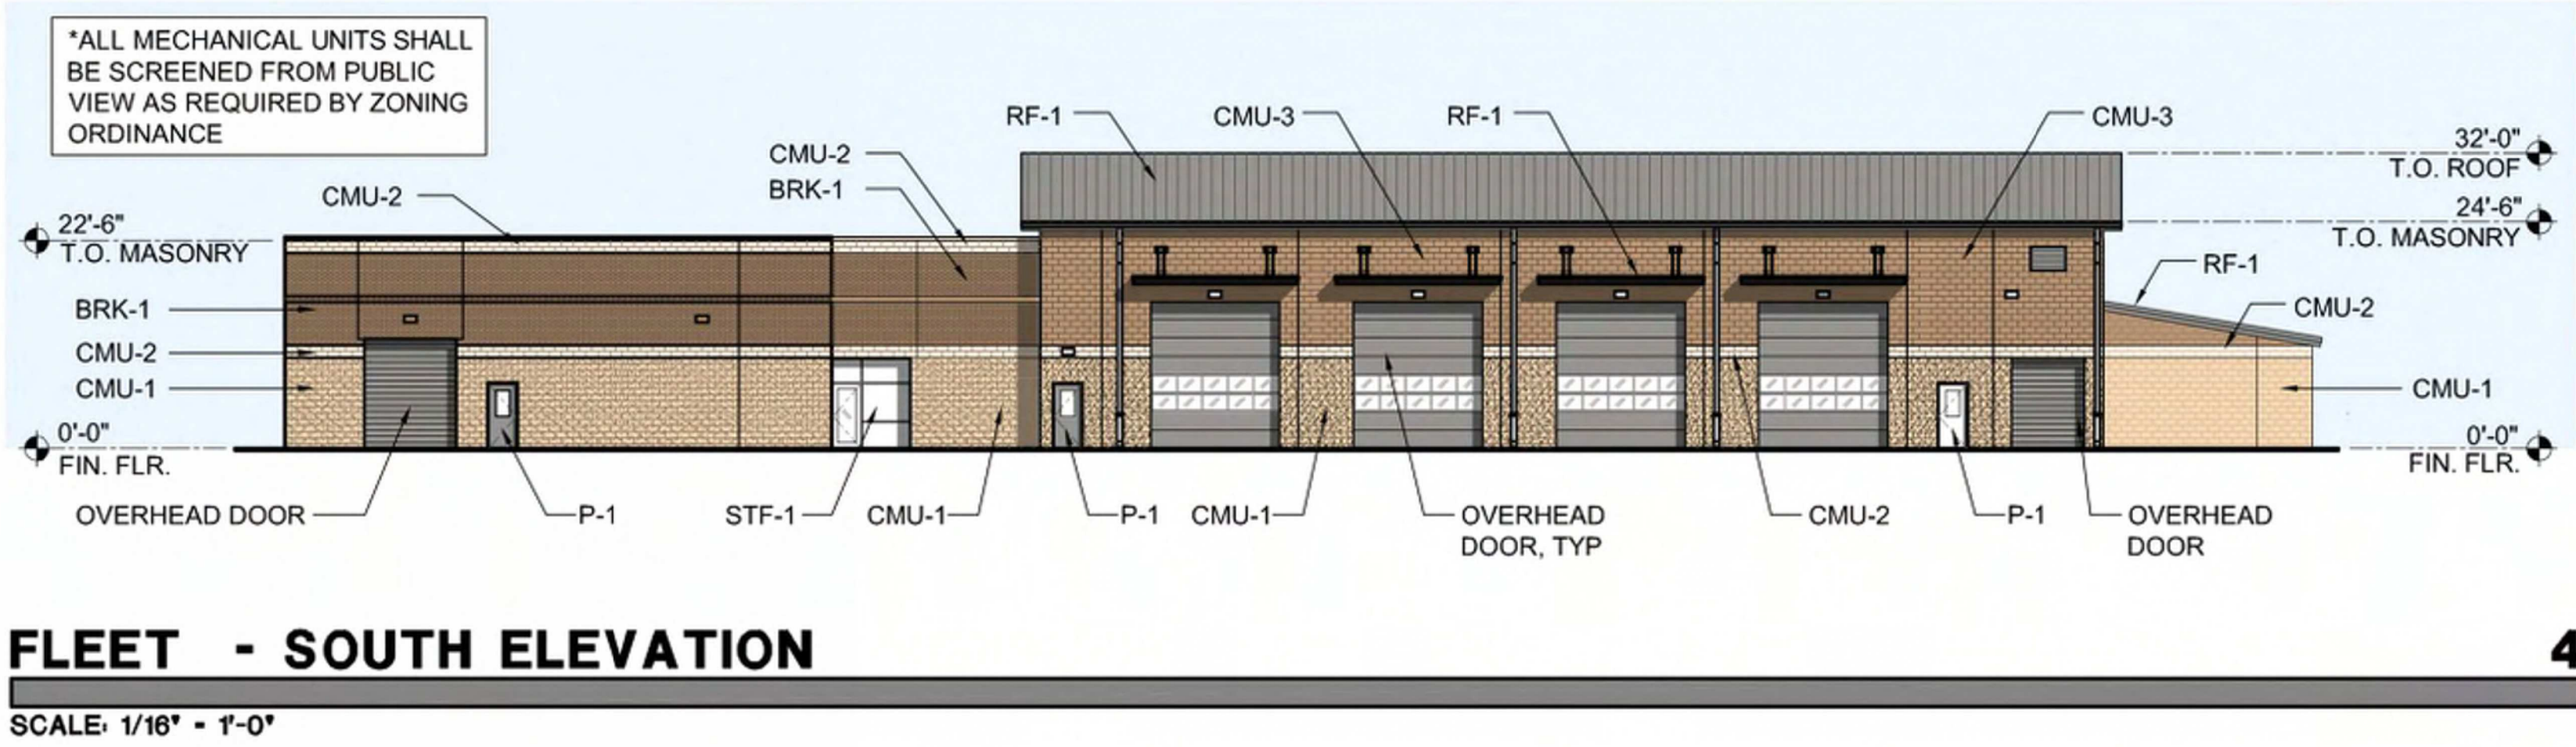 *ALL MECHANICAL UNITS SHALL
BE SCREENED FROM PUBLIC
VIEW AS REQUIRED BY ZONING
ORDINANCE
RF-1
CMU-3
RF-1
CMU-3
32'-0"
T.O. ROOF
CMU-2
BRK-1
CMU-2
22'-6"
T.O. MASONRY
24'-6"
T.O. MASONRY
RF-1
CMU-2
BRK-1
CMU-2
CMU-1
CMU-1
0'-0"
FIN. FLR.
0'-0"
FIN. FLR.
OVERHEAD DOOR
P-1
STF-1
CMU-1
P-1
CMU-1
OVERHEAD
DOOR, TYP
CMU-2
P-1
OVERHEAD
DOOR
FLEET - SOUTH ELEVATION
4
SCALE: 1/16" - 1'-0"